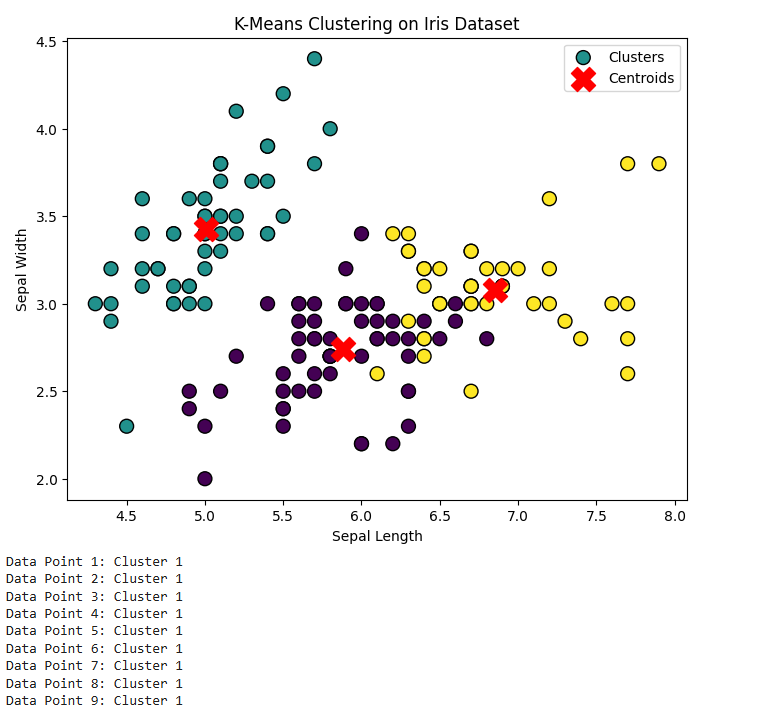 K-Means Clustering on Iris Dataset
Clusters
Centroids
4.5
4.0
3.5
3.0
2.5
2.0
Sepal Width
4.5 5.0 5.5 6.0 6.5 7.0 7.5 8.0
Sepal Length
Data Point 1: Cluster 1
Data Point 2: Cluster 1
Data Point 3: Cluster 1
Data Point 4: Cluster 1
Data Point 5: Cluster 1
Data Point 6: Cluster 1
Data Point 7: Cluster 1
Data Point 8: Cluster 1
Data Point 9: Cluster 1